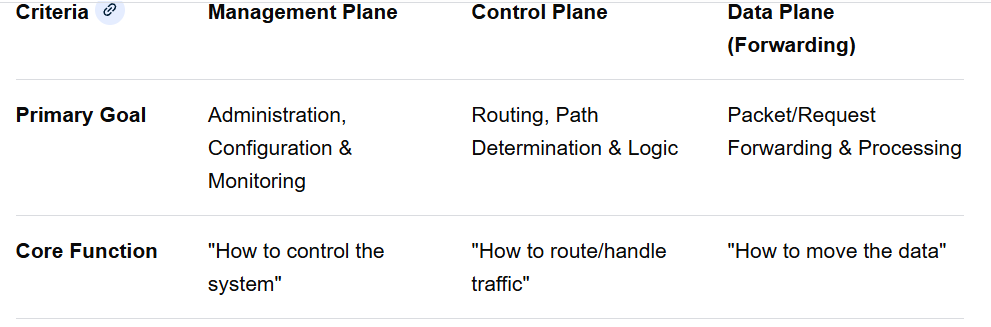 Criteria Management Plane Control Plane Data Plane
(Forwarding)
Primary Goal Administration, Routing, Path Packet/Request
Configuration & Determination & Logic Forwarding & Processing
Monitoring
Core Function "How to control the "How to route/handle "How to move the data"
system" traffic"